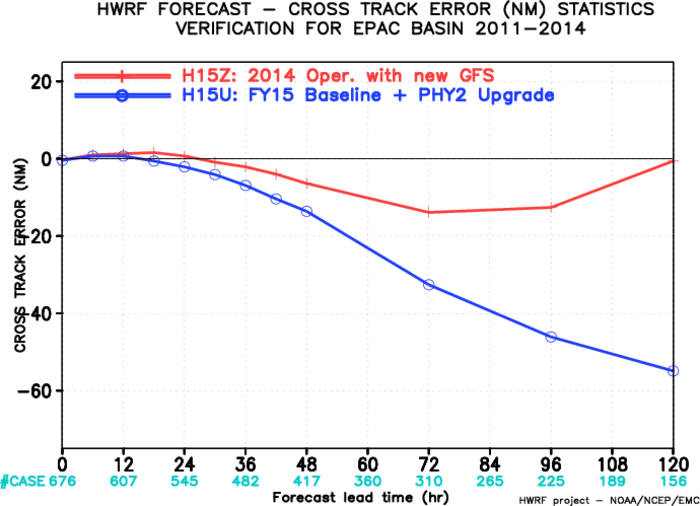 HWRF FORECAST – CROSS TRACK ERROR (NM) STATISTICS
VERIFICATION FOR EPAC BASIN 2011–2014
H15Z: 2014 Oper. with new GFS
H15U: FY15 Baseline + PHY2 Upgrade
CROSS TRACK ERROR (NM)
20
0
–20
–40
–60
0 12 24 36 48 60 72 84 96 108 120
#CASE 676 607 545 482 417 360 310 265 225 189 156
Forecast lead time (hr)
HWRF project – NOAA/NCEP/EMC